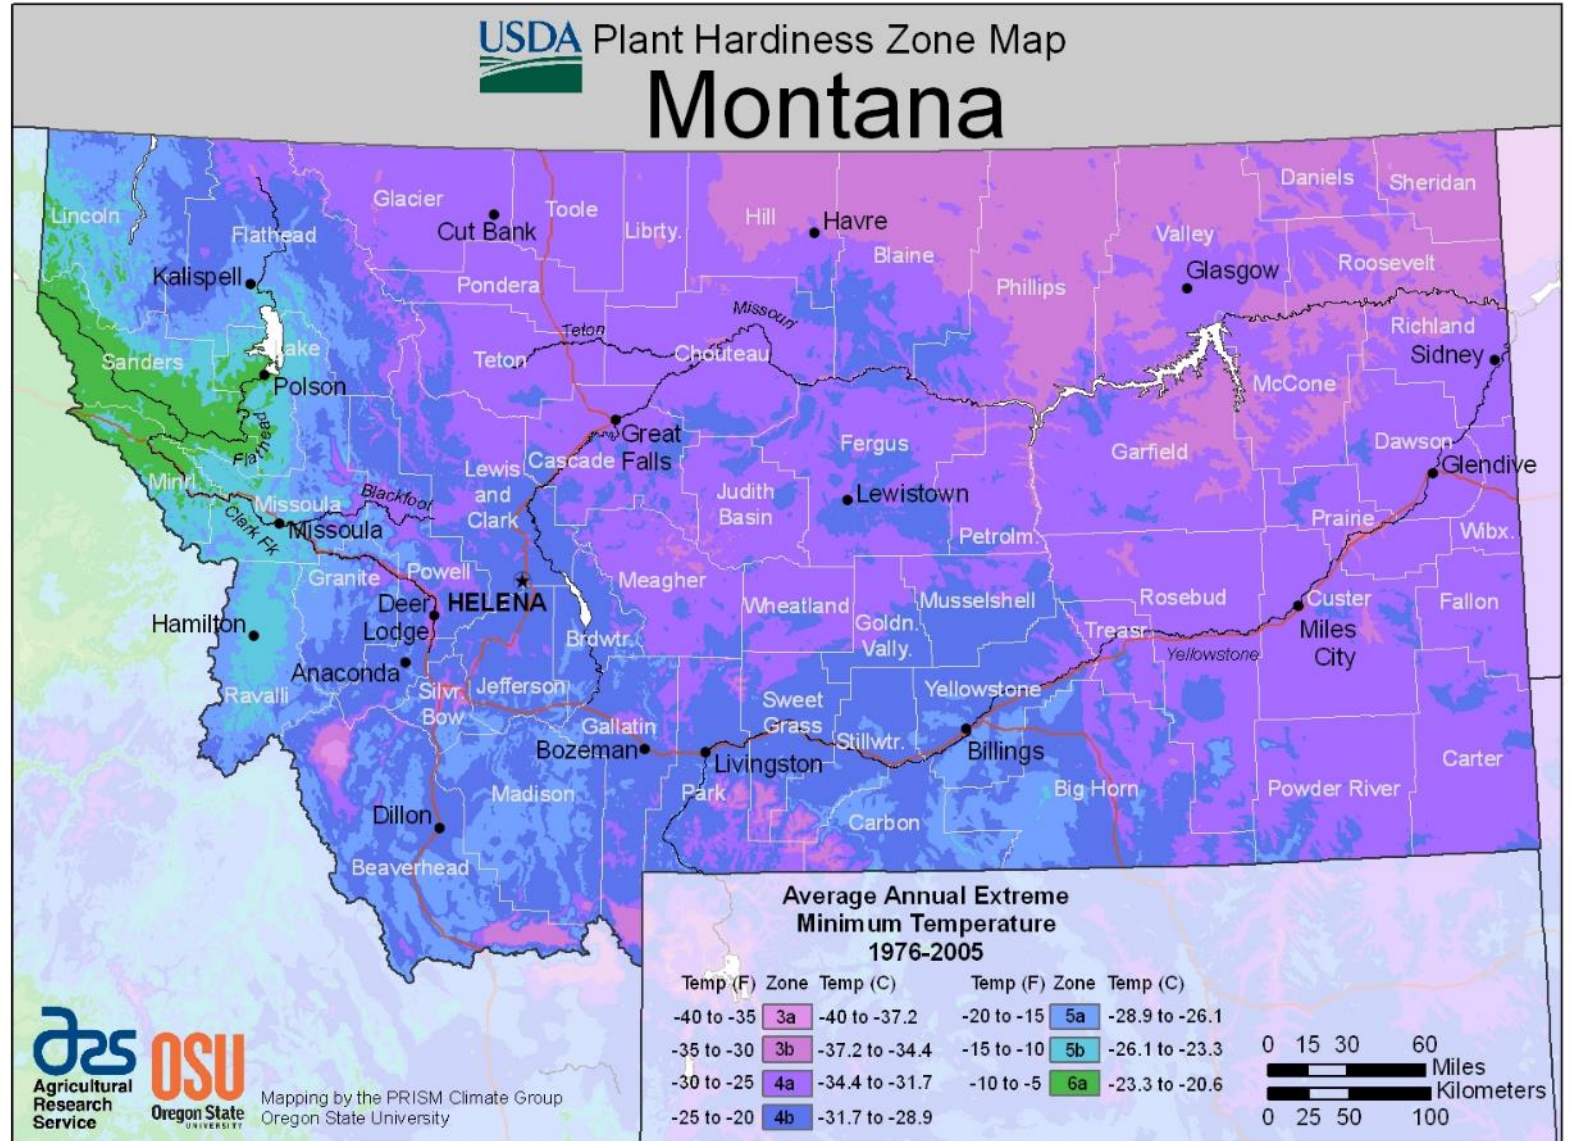 USDA Plant Hardiness Zone Map
Montana
Lincoln
Flathead
Glacier
Cut Bank
Toole
Librty.
Hill
Havre
Blaine
Phillips
Valley
Glasgow
Daniels
Sheridan
Roosevelt
Kalispell
Pondera
Missouri
Richland
Sidney
Sanders
Lake
Polson
Teton
Teton
Chouteau
McCone
Flathead
Great
Falls
Cascade
Lewis
and
Clark
Fergus
Lewistown
Judith
Basin
Petrolm.
Garfield
Dawson
Glendive
Prairie
Wibx.
Minrl
Missoula
Missoula
Blackfoot
Clark Fk
Granite
Powell
Deer
Lodge
HELENA
Meagher
Wheatland
Goldn.
Vally.
Musselshell
Treasr.
Rosebud
Custer
Miles
City
Fallon
Yellowstone
Hamilton
Anaconda
Ravalli
Silvr.
Bow
Jefferson
Brdwtr.
Gallatin
Bozeman
Livingston
Park
Sweet
Grass
Stillwtr.
Yellowstone
Billings
Big Horn
Powder River
Carter
Dillon
Madison
Beaverhead
Carbon
Average Annual Extreme
Minimum Temperature
1976-2005
Temp (F) Zone Temp (C) Temp (F) Zone Temp (C)
-40 to -35 3a -40 to -37.2 -20 to -15 5a -28.9 to -26.1
-35 to -30 3b -37.2 to -34.4 -15 to -10 5b -26.1 to -23.3
-30 to -25 4a -34.4 to -31.7 -10 to -5 6a -23.3 to -20.6
-25 to -20 4b -31.7 to -28.9
0 15 30 60
Miles
Kilometers
0 25 50 100
ars
Agricultural
Research
Service
OSU
Oregon State
UNIVERSITY
Mapping by the PRISM Climate Group
Oregon State University